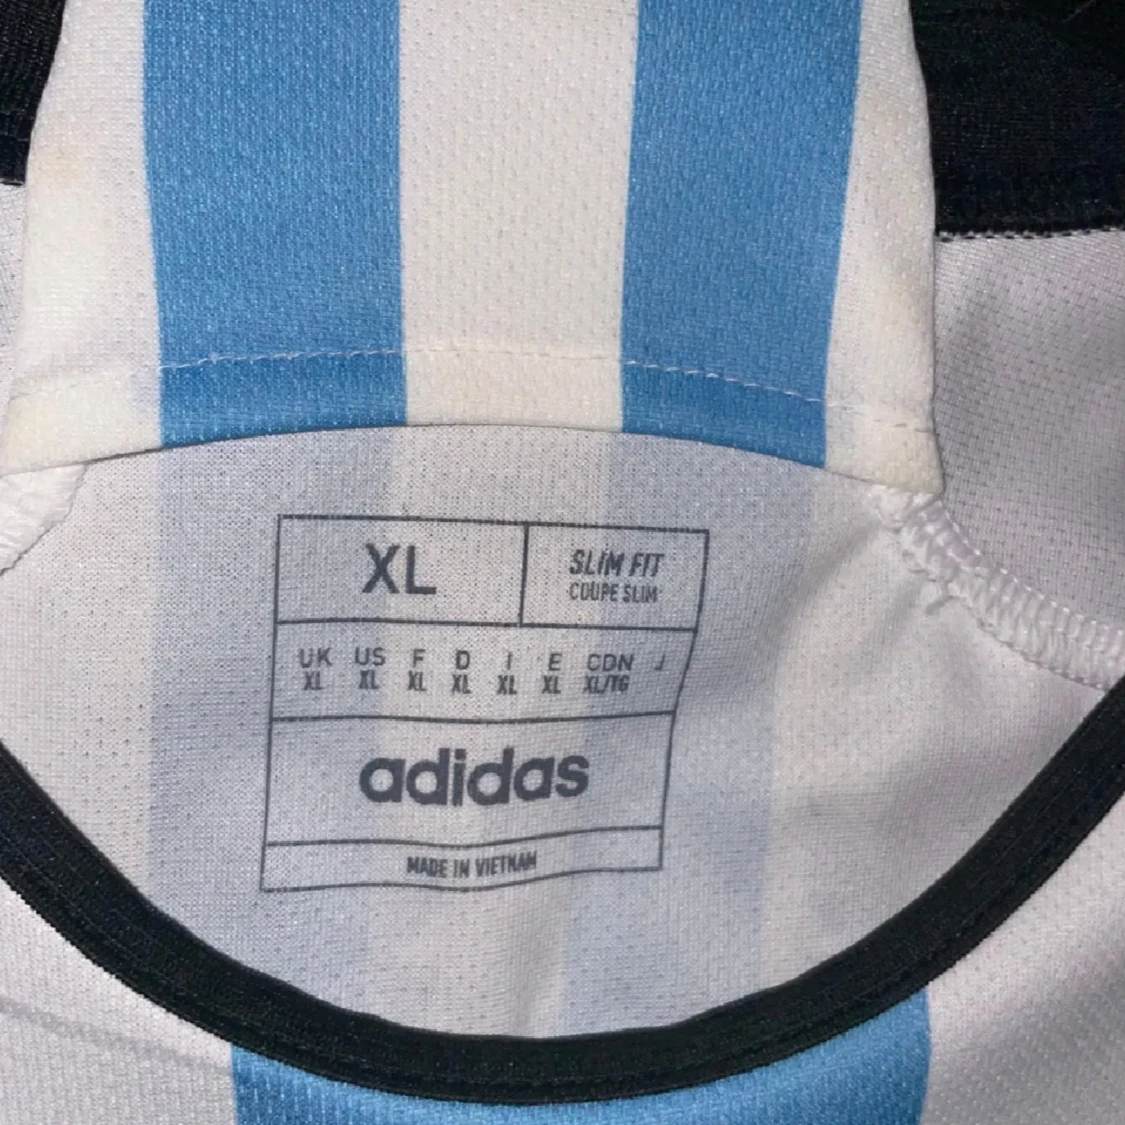 XL
SLIM FIT
COUPE SLIM
UK US F D I E CDN J
XL XL XL XL XL XL XL/TG
adidas
MADE IN VIETNAM